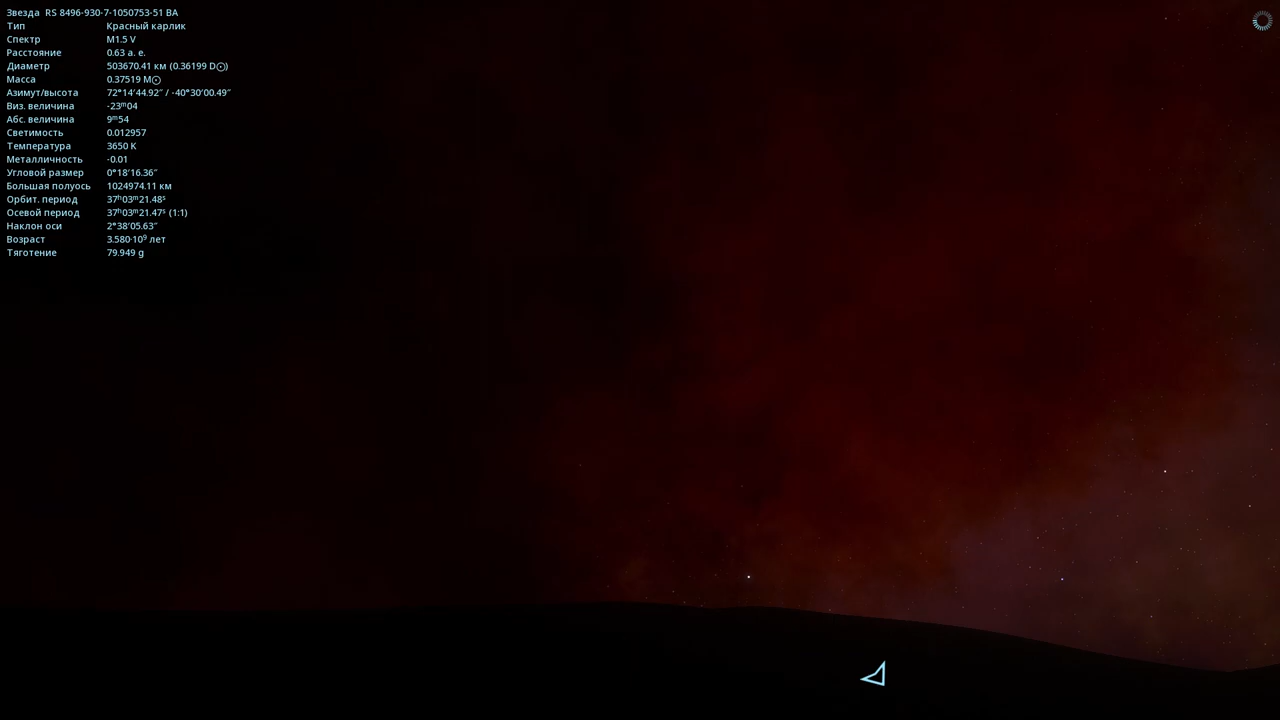 Звезда RS 8496-930-7-1050753-51 BA
Тип Красный карлик
Спектр M1.5 V
Расстояние 0.63 а. е.
Диаметр 503670.41 км (0.36199 D☉)
Масса 0.37519 M☉
Азимут/высота 72°14′44.92″ / -40°30′00.49″
Виз. величина -23ᵐ04
Абс. величина 9ᵐ54
Светимость 0.012957
Температура 3650 K
Металличность -0.01
Угловой размер 0°18′16.36″
Большая полуось 1024974.11 км
Орбит. период 37ʰ03ᵐ21.48ˢ
Осевой период 37ʰ03ᵐ21.47ˢ (1:1)
Наклон оси 2°38′05.63″
Возраст 3.580·10⁹ лет
Тяготение 79.949 g